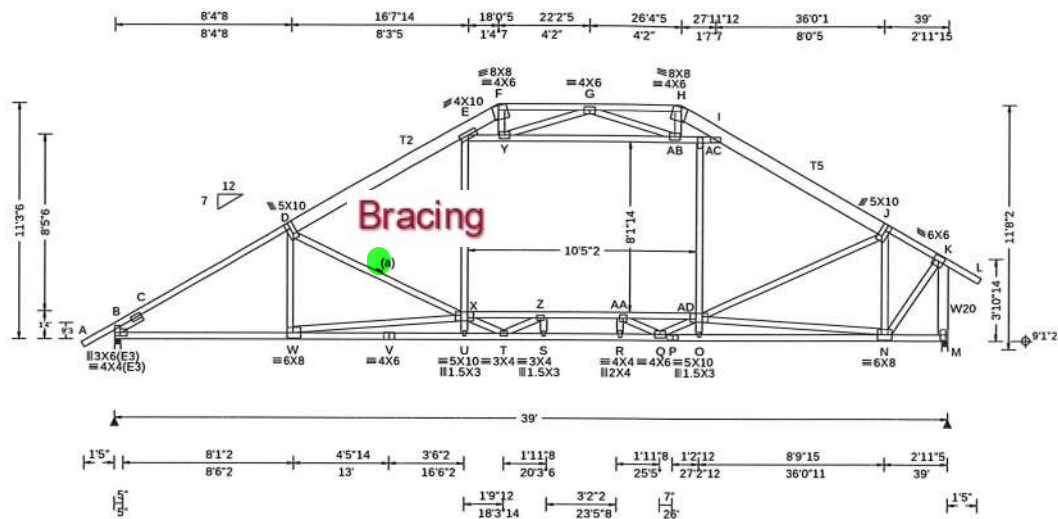 8'4"8 16'7"14 18'0"5 22'2"5 26'4"5 27'11"12 36'0"1 39'
8'4"8 8'3"5 1'4"7 4'2" 4'2" 1'7"7 8'0"5 2'11"15
≡8X8 ≡8X8
≡4X6 ≡4X6 ≡4X6
F G H
≡4X10
E I
T2 Y AB AC T5
11'3"6 8'5"6 8'1"14 11'8"2
12
7
≡5X10 Bracing ≡5X10
D J
≡6X6
K
(a) 10'5"2
L
3'10"14
C X Z AA AD W20
B
A 1'4" 9"3
9'1"2
W V U T S R Q P O N M
|||3X6(E3) ≡6X8 ≡4X6 ≡5X10 ≡3X4 ≡3X4 ≡4X4 ≡4X6 ≡5X10 ≡6X8
≡4X4(E3) |||1.5X3 |||1.5X3 |||2X4 |||1.5X3
39'
1'5" 8'1"2 4'5"14 3'6"2 1'11"8 1'11"8 1'2"12 8'9"15 2'11"5
8'6"2 13' 16'6"2 20'3"6 25'5" 27'2"12 36'0"11 39'
5" 1'9"12 3'2"2 7" 1'5"
5" 18'3"14 23'5"8 26'